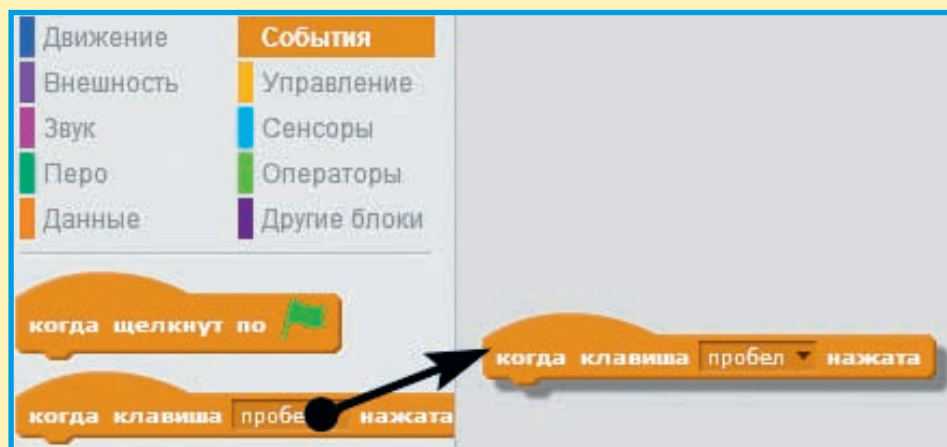 Движение
События
Внешность
Управление
Звук
Сенсоры
Перо
Операторы
Данные
Другие блоки
когда щелкнут по
когда клавиша пробел нажата
когда клавиша нажата